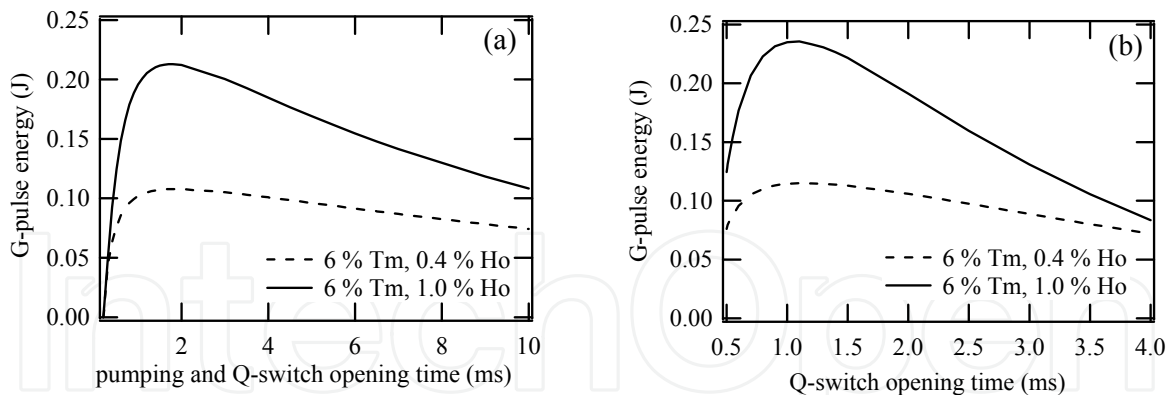 (a)
0.25
0.20
0.15
0.10
0.05
0.00
G-pulse energy (J)
6 % Tm, 0.4 % Ho
6 % Tm, 1.0 % Ho
2 4 6 8 10
pumping and Q-switch opening time (ms)
(b)
0.25
0.20
0.15
0.10
0.05
0.00
G-pulse energy (J)
6 % Tm, 0.4 % Ho
6 % Tm, 1.0 % Ho
0.5 1.0 1.5 2.0 2.5 3.0 3.5 4.0
Q-switch opening time (ms)
IntechOpen